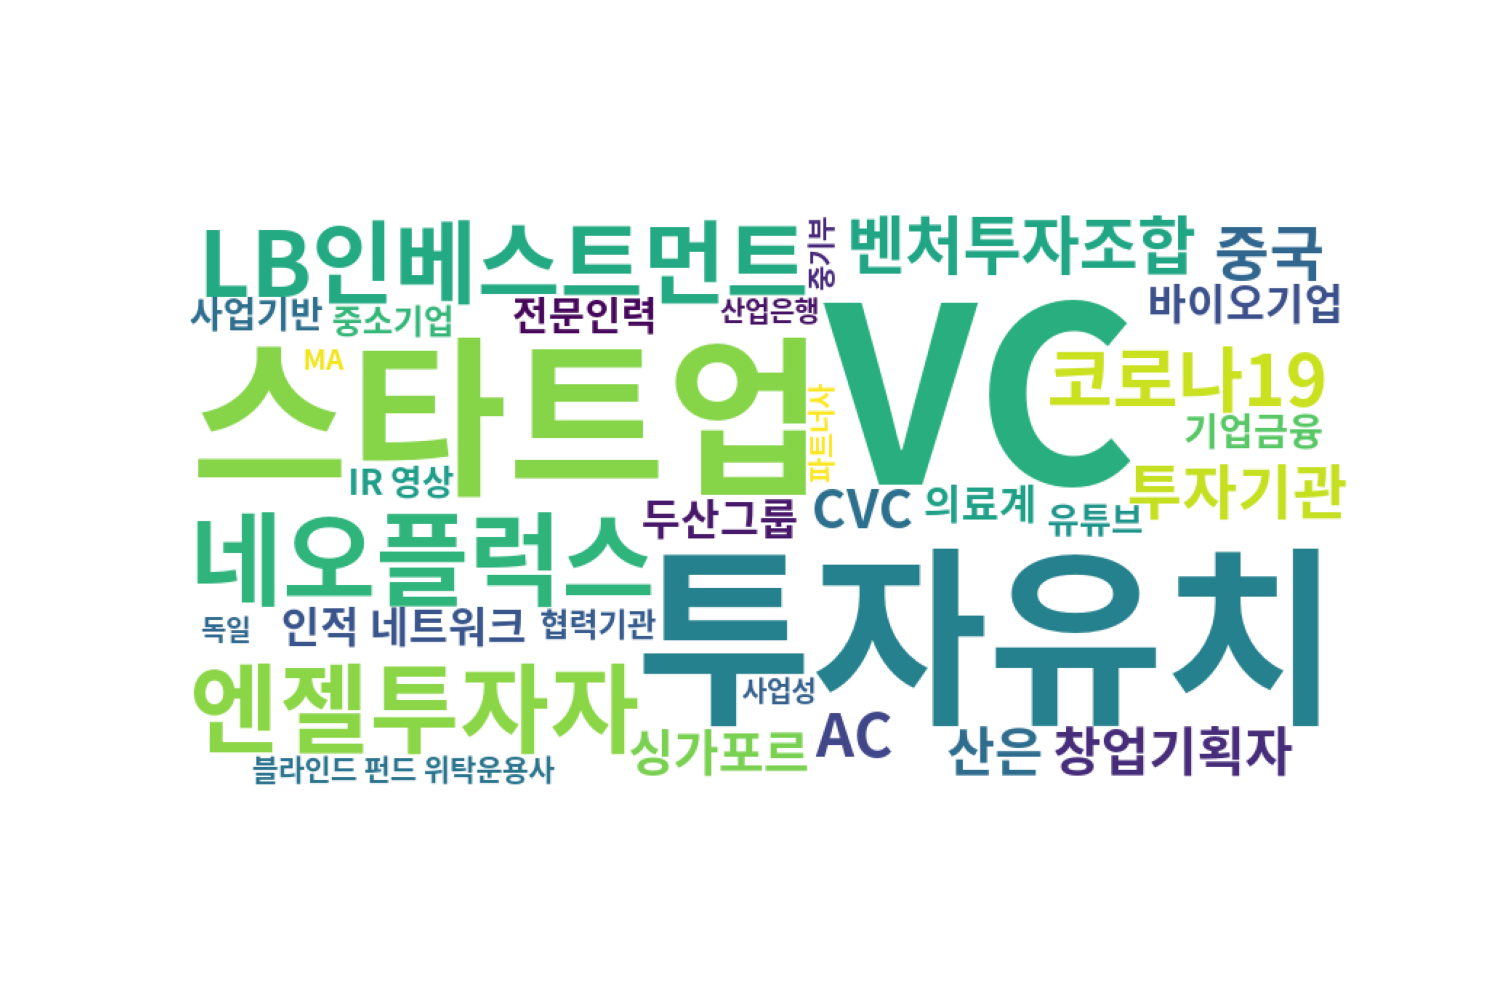 LB인베스트먼트
중기부
벤처투자조합
중국
사업기반
중소기업
전문인력
산업은행
바이오기업
스타트업
MA
VC
코로나19
파트너사
기업금융
IR 영상
투자기관
두산그룹
CVC
의료계
유튜브
네오플럭스
투자유치
독일
인적 네트워크
협력기관
엔젤투자자
사업성
싱가포르
AC
산은
창업기획자
블라인드 펀드 위탁운용사